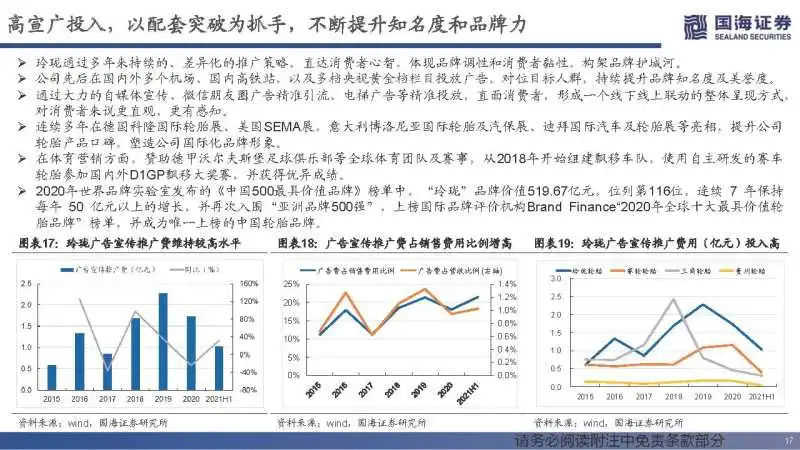 高宣广投入，以配套突破为抓手，不断提升知名度和品牌力
国海证券
SEALAND SECURITIES
玲珑通过多年来持续的、差异化的推广策略，直达消费者心智，体现品牌调性和消费者黏性，构架品牌护城河。
公司先后在国内外多个机场、国内高铁站，以及多档央视黄金档栏目投放广告，对位目标人群，持续提升品牌知名度及美誉度。
通过大力的自媒体宣传、微信朋友圈广告精准引流、电梯广告等精准投放，直面消费者，形成一个线下线上联动的整体呈现方式，
对消费者来说更直观、更有感知。
连续多年在德国科隆国际轮胎展、美国SEMA展，意大利博洛尼亚国际轮胎及汽保展、迪拜国际汽车及轮胎展等亮相，提升公司
轮胎产品口碑，塑造公司国际化品牌形象。
在体育营销方面，赞助德甲沃尔夫斯堡足球俱乐部等全球体育团队及赛事，从2018年开始组建飘移车队，使用自主研发的赛车
轮胎参加国内外D1GP飘移大奖赛，并获得优异成绩。
2020年世界品牌实验室发布的《中国500最具价值品牌》榜单中，“玲珑”品牌价值519.67亿元，位列第116位，连续 7 年保持
每年 50 亿元以上的增长，并再次入围“亚洲品牌500强”，上榜国际品牌评价机构Brand Finance“2020年全球十大最具价值轮
胎品牌”榜单，并成为唯一上榜的中国轮胎品牌。
图表17：玲珑广告宣传推广费维持较高水平
广告宣传推广费（亿元）
同比（%）
2.5
2.0
1.5
1.0
0.5
0.0
160%
120%
80%
40%
0%
-40%
-80%
2015 2016 2017 2018 2019 2020 2021H1
资料来源：wind，国海证券研究所
图表18：广告宣传推广费占销售费用比例增高
广告费占销售费用比例
广告费占营收比例(右轴)
25%
20%
15%
10%
5%
0%
1.4%
1.2%
1.0%
0.8%
0.6%
0.4%
0.2%
0.0%
2015 2016 2017 2018 2019 2020 2021H1
资料来源：wind，国海证券研究所
图表19：玲珑广告宣传推广费用（亿元）投入高
玲珑轮胎 赛轮轮胎 三角轮胎 贵州轮胎
3.0
2.5
2.0
1.5
1.0
0.5
0.0
2015 2016 2017 2018 2019 2020 2021H1
资料来源：wind，国海证券研究所
请务必阅读附注中免责条款部分
17